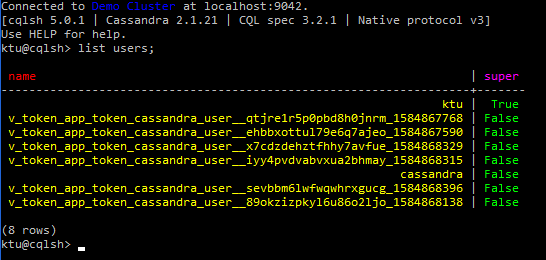 Connected to Demo Cluster at localhost:9042.
[cqlsh 5.0.1 | Cassandra 2.1.21 | CQL spec 3.2.1 | Native protocol v3]
Use HELP for help.
ktu@cqlsh> list users;
name | super
ktu | True
v_token_app_token_cassandra_user__qtjre1r5p0pbd8h0jnrm_1584867768 | False
v_token_app_token_cassandra_user__ehbbxottul79e6q7ajeo_1584867590 | False
v_token_app_token_cassandra_user__x7cdzdehztfhhy7avfue_1584868329 | False
v_token_app_token_cassandra_user__iyy4pvdvabvxua2bhmay_1584868315 | False
cassandra | False
v_token_app_token_cassandra_user__sevbbm6lwfwqwhrxgucg_1584868396 | False
v_token_app_token_cassandra_user__89okzizpkyl6u86o2ljo_1584868138 | False
(8 rows)
ktu@cqlsh>